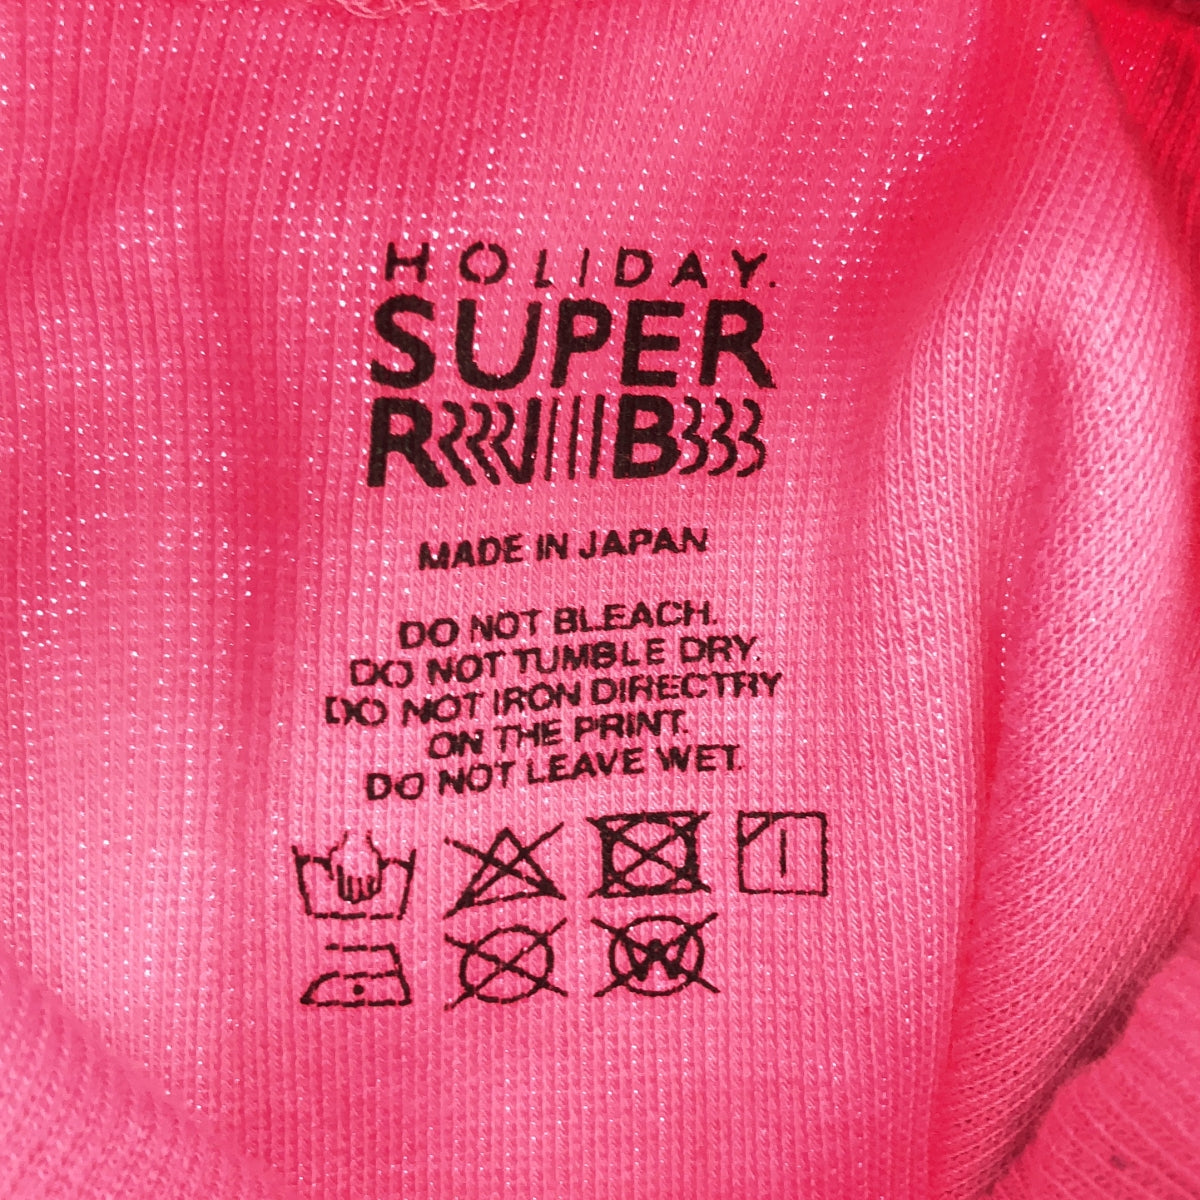 HOLIDAY.
SUPER
RRRRIIIIBBBB
MADE IN JAPAN
DO NOT BLEACH.
DO NOT TUMBLE DRY.
DO NOT IRON DIRECTRY
ON THE PRINT.
DO NOT LEAVE WET.
W